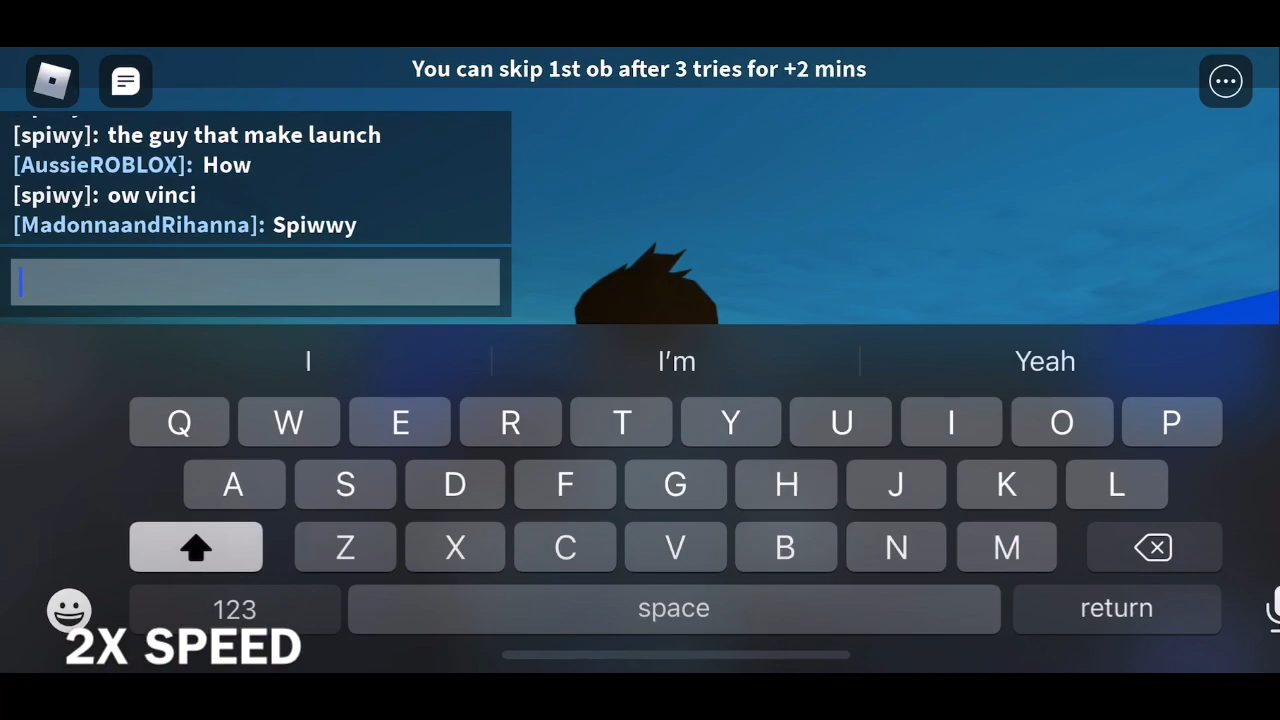 You can skip 1st ob after 3 tries for +2 mins
[spiwy]: the guy that make launch
[AussieROBLOX]: How
[spiwy]: ow vinci
[MadonnaandRihanna]: Spiwwy
I I’m Yeah
Q W E R T Y U I O P
A S D F G H J K L
Z X C V B N M
123 space return
2X SPEED